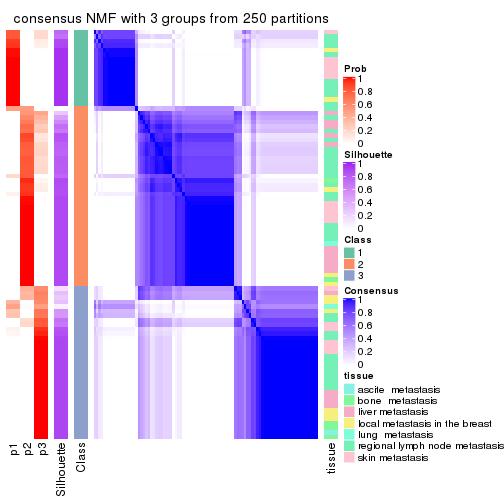 consensus NMF with 3 groups from 250 partitions
Prob
1
0.8
0.6
0.4
0.2
0
Silhouette
1
0.8
0.6
0.4
0.2
0
Class
1
2
3
Consensus
1
0.8
0.6
0.4
0.2
0
tissue
ascite metastasis
bone metastasis
liver metastasis
local metastasis in the breast
lung metastasis
regional lymph node metastasis
skin metastasis
p1
p2
p3
Silhouette
Class
tissue